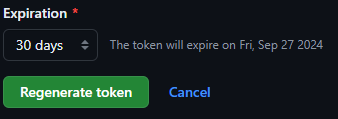 Expiration *
30 days The token will expire on Fri, Sep 27 2024
Regenerate token Cancel